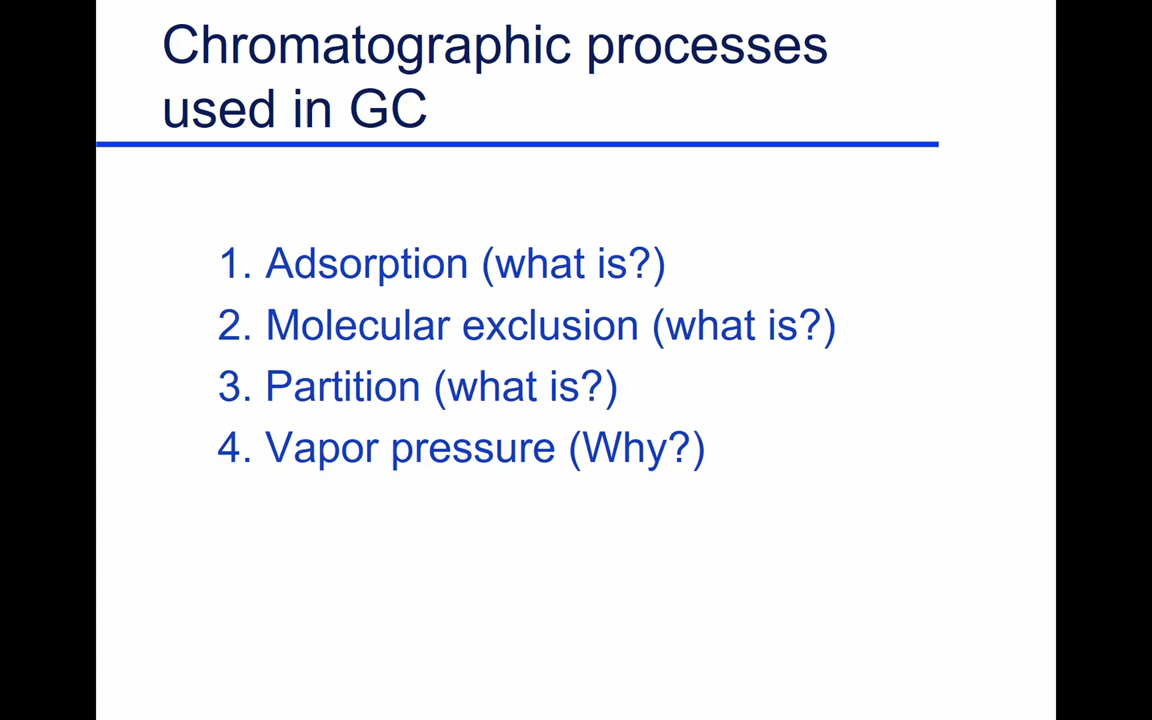 Chromatographic processes
used in GC
1. Adsorption (what is?)
2. Molecular exclusion (what is?)
3. Partition (what is?)
4. Vapor pressure (Why?)